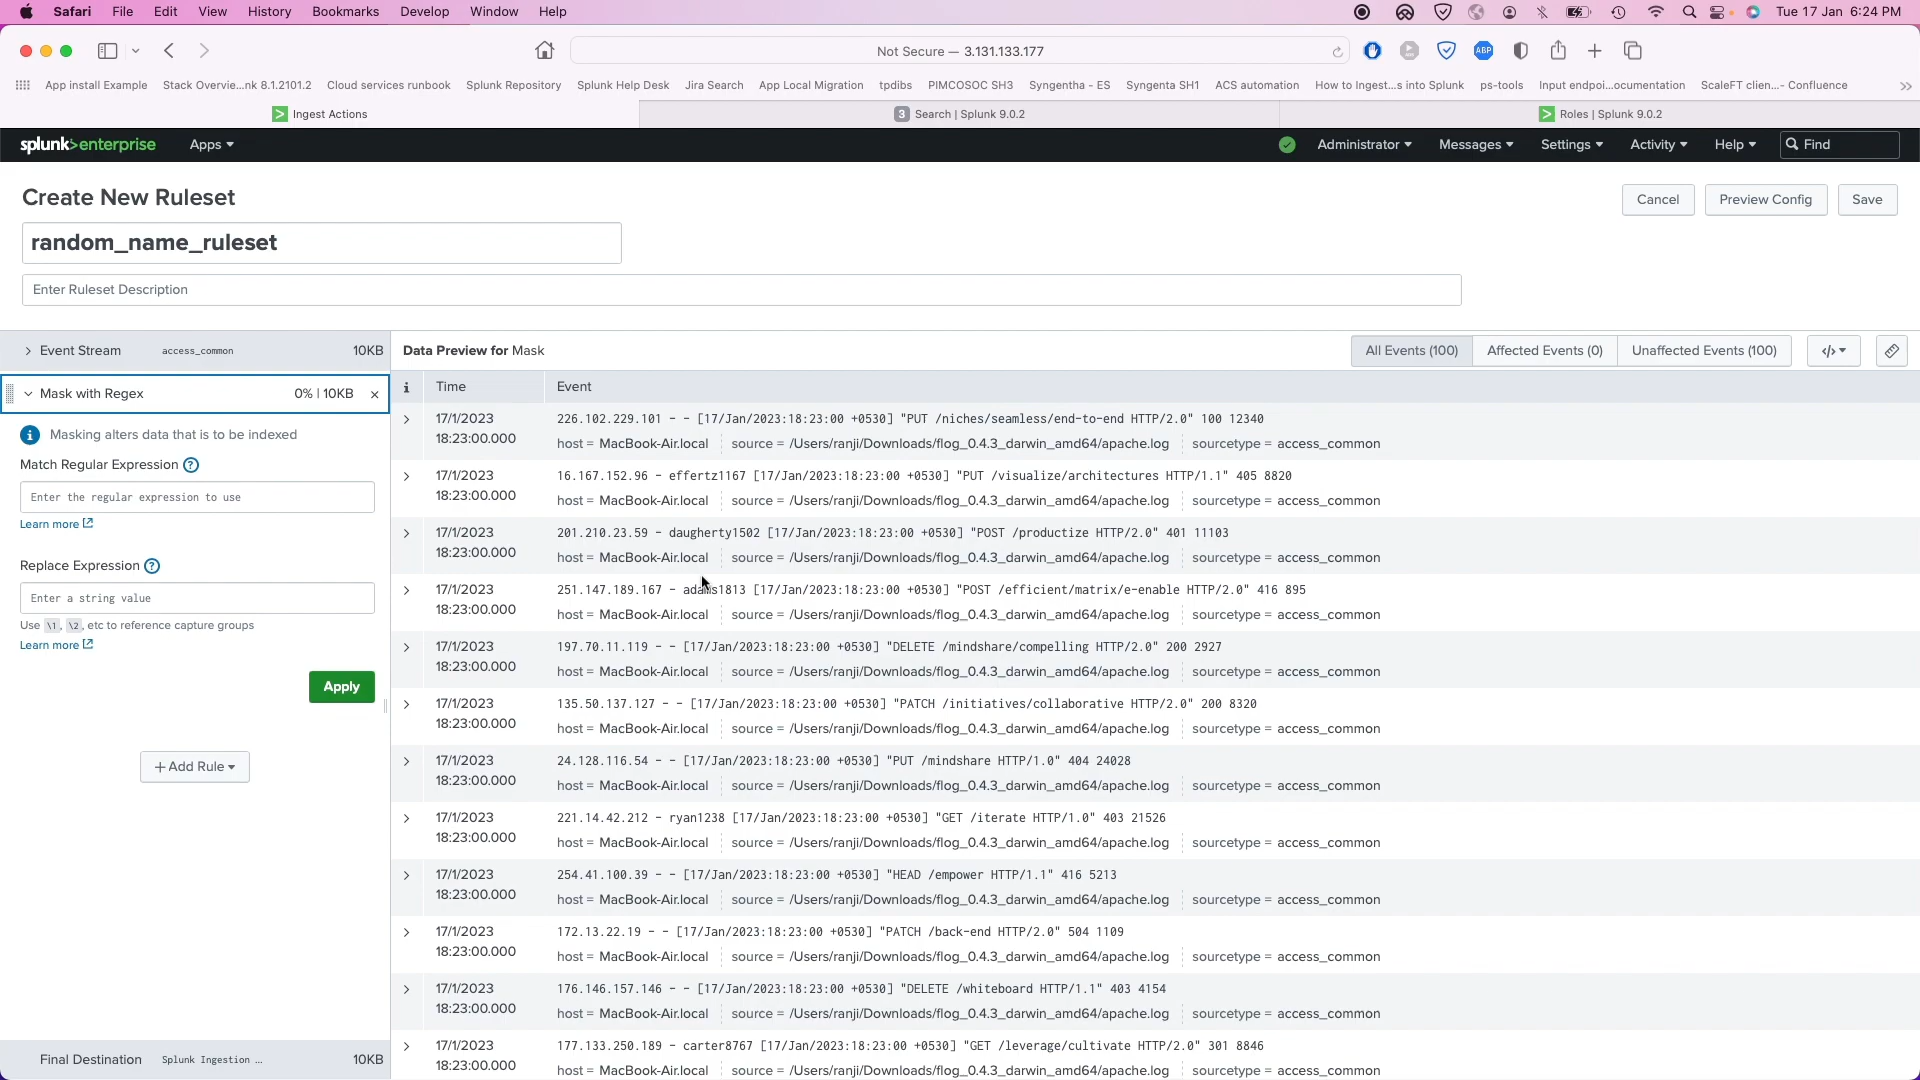 Safari File Edit View History Bookmarks Develop Window Help Tue 17 Jan 6:24 PM
Not Secure — 3.131.133.177 ABP
App install Example Stack Overvie...nk 8.1.2101.2 Cloud services runbook Splunk Repository Splunk Help Desk Jira Search App Local Migration tpdibs PIMCOSOC SH3 Syngentha - ES Syngenta SH1 ACS automation How to Ingest...s into Splunk ps-tools Input endpoi...ocumentation ScaleFT clien...- Confluence
Ingest Actions 3 Search | Splunk 9.0.2 Roles | Splunk 9.0.2
splunk>enterprise Apps Administrator Messages Settings Activity Help Find
Create New Ruleset Cancel Preview Config Save
random_name_ruleset
Enter Ruleset Description
Event Stream access_common 10KB Data Preview for Mask All Events (100) Affected Events (0) Unaffected Events (100) </>
i Time Event
Mask with Regex 0% | 10KB ×
Masking alters data that is to be indexed
Match Regular Expression ?
Enter the regular expression to use
Learn more
Replace Expression ?
Enter a string value
Use \1, \2, etc to reference capture groups
Learn more
Apply
+ Add Rule
Final Destination Splunk Ingestion ... 10KB
17/1/2023 226.102.229.101 - - [17/Jan/2023:18:23:00 +0530] "PUT /niches/seamless/end-to-end HTTP/2.0" 100 12340
18:23:00.000 host = MacBook-Air.local source = /Users/ranji/Downloads/flog_0.4.3_darwin_amd64/apache.log sourcetype = access_common
17/1/2023 16.167.152.96 - effertz1167 [17/Jan/2023:18:23:00 +0530] "PUT /visualize/architectures HTTP/1.1" 405 8820
18:23:00.000 host = MacBook-Air.local source = /Users/ranji/Downloads/flog_0.4.3_darwin_amd64/apache.log sourcetype = access_common
17/1/2023 201.210.23.59 - daugherty1502 [17/Jan/2023:18:23:00 +0530] "POST /productize HTTP/2.0" 401 11103
18:23:00.000 host = MacBook-Air.local source = /Users/ranji/Downloads/flog_0.4.3_darwin_amd64/apache.log sourcetype = access_common
17/1/2023 251.147.189.167 - adams1813 [17/Jan/2023:18:23:00 +0530] "POST /efficient/matrix/e-enable HTTP/2.0" 416 895
18:23:00.000 host = MacBook-Air.local source = /Users/ranji/Downloads/flog_0.4.3_darwin_amd64/apache.log sourcetype = access_common
17/1/2023 197.70.11.119 - - [17/Jan/2023:18:23:00 +0530] "DELETE /mindshare/compelling HTTP/2.0" 200 2927
18:23:00.000 host = MacBook-Air.local source = /Users/ranji/Downloads/flog_0.4.3_darwin_amd64/apache.log sourcetype = access_common
17/1/2023 135.50.137.127 - - [17/Jan/2023:18:23:00 +0530] "PATCH /initiatives/collaborative HTTP/2.0" 200 8320
18:23:00.000 host = MacBook-Air.local source = /Users/ranji/Downloads/flog_0.4.3_darwin_amd64/apache.log sourcetype = access_common
17/1/2023 24.128.116.54 - - [17/Jan/2023:18:23:00 +0530] "PUT /mindshare HTTP/1.0" 404 24028
18:23:00.000 host = MacBook-Air.local source = /Users/ranji/Downloads/flog_0.4.3_darwin_amd64/apache.log sourcetype = access_common
17/1/2023 221.14.42.212 - ryan1238 [17/Jan/2023:18:23:00 +0530] "GET /iterate HTTP/1.0" 403 21526
18:23:00.000 host = MacBook-Air.local source = /Users/ranji/Downloads/flog_0.4.3_darwin_amd64/apache.log sourcetype = access_common
17/1/2023 254.41.100.39 - - [17/Jan/2023:18:23:00 +0530] "HEAD /empower HTTP/1.1" 416 5213
18:23:00.000 host = MacBook-Air.local source = /Users/ranji/Downloads/flog_0.4.3_darwin_amd64/apache.log sourcetype = access_common
17/1/2023 172.13.22.19 - - [17/Jan/2023:18:23:00 +0530] "PATCH /back-end HTTP/2.0" 504 1109
18:23:00.000 host = MacBook-Air.local source = /Users/ranji/Downloads/flog_0.4.3_darwin_amd64/apache.log sourcetype = access_common
17/1/2023 176.146.157.146 - - [17/Jan/2023:18:23:00 +0530] "DELETE /whiteboard HTTP/1.1" 403 4154
18:23:00.000 host = MacBook-Air.local source = /Users/ranji/Downloads/flog_0.4.3_darwin_amd64/apache.log sourcetype = access_common
17/1/2023 177.133.250.189 - carter8767 [17/Jan/2023:18:23:00 +0530] "GET /leverage/cultivate HTTP/2.0" 301 8846
18:23:00.000 host = MacBook-Air.local source = /Users/ranji/Downloads/flog_0.4.3_darwin_amd64/apache.log sourcetype = access_common